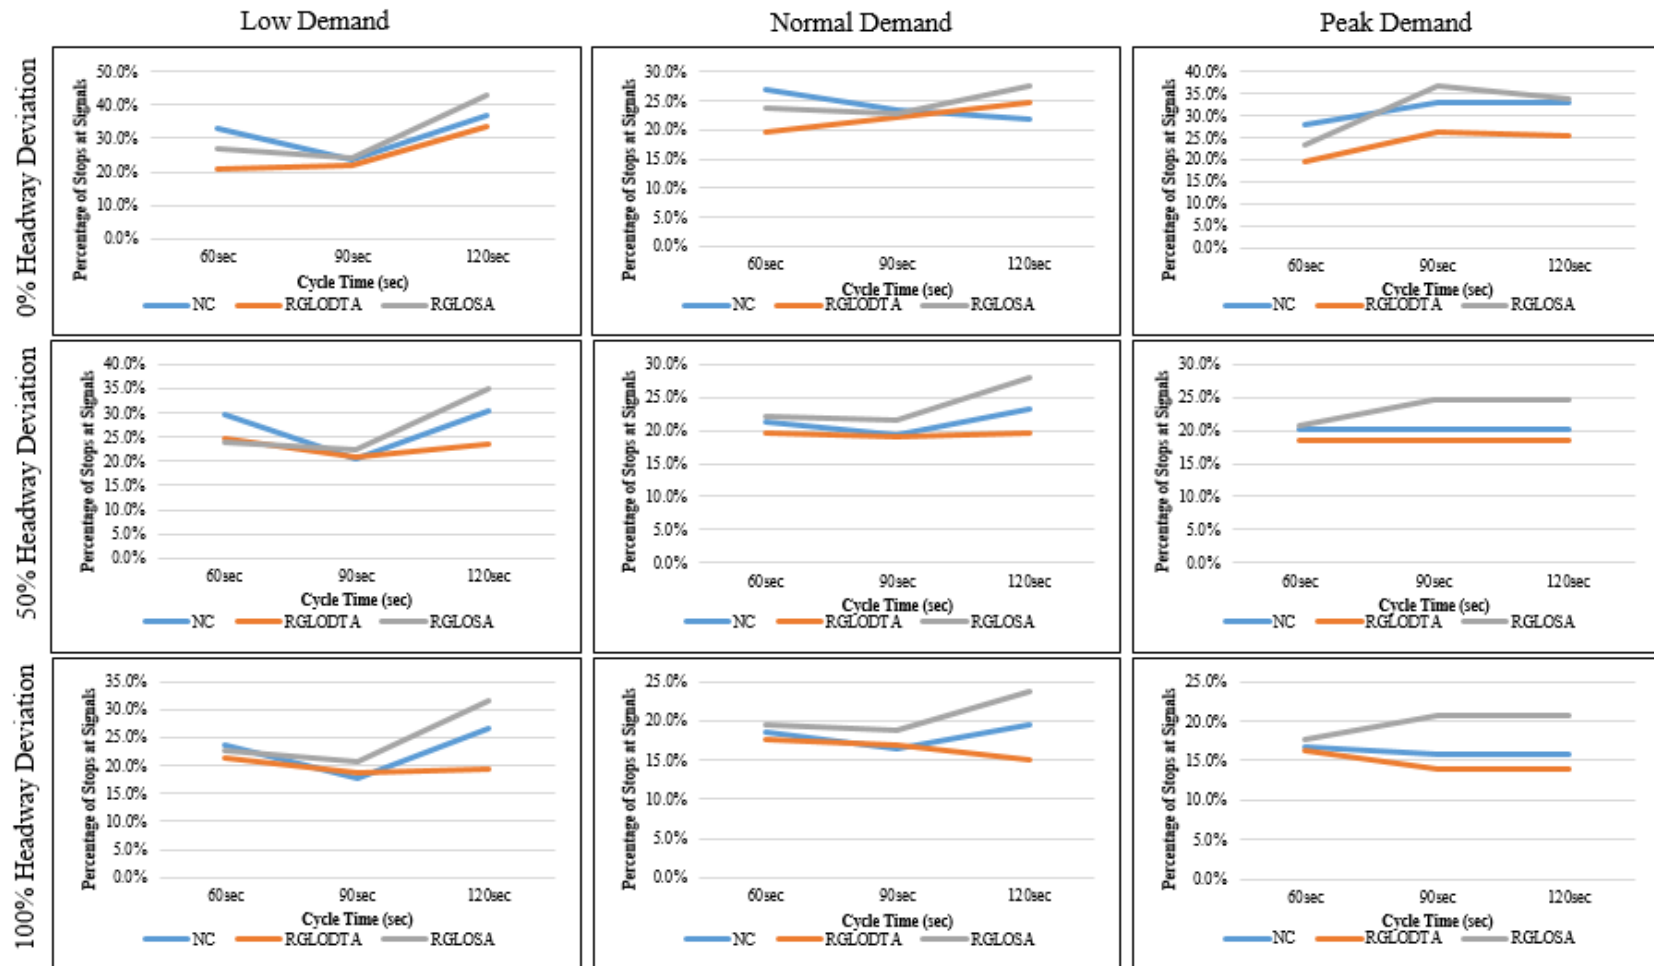 Low Demand
Normal Demand
Peak Demand
0% Headway Deviation
Percentage of Stops at Signals
50.0%
40.0%
30.0%
20.0%
10.0%
0.0%
60sec 90sec 120sec
Cycle Time (sec)
NC RGLODTA RGLOSA
Percentage of Stops at Signals
30.0%
25.0%
20.0%
15.0%
10.0%
5.0%
0.0%
60sec 90sec 120sec
Cycle Time (sec)
NC RGLODTA RGLOSA
Percentage of Stops at Signals
40.0%
35.0%
30.0%
25.0%
20.0%
15.0%
10.0%
5.0%
0.0%
60sec 90sec 120sec
Cycle Time (sec)
NC RGLODTA RGLOSA
50% Headway Deviation
Percentage of Stops at Signals
40.0%
35.0%
30.0%
25.0%
20.0%
15.0%
10.0%
5.0%
0.0%
60sec 90sec 120sec
Cycle Time (sec)
NC RGLODTA RGLOSA
Percentage of Stops at Signals
30.0%
25.0%
20.0%
15.0%
10.0%
5.0%
0.0%
60sec 90sec 120sec
Cycle Time (sec)
NC RGLODTA RGLOSA
Percentage of Stops at Signals
30.0%
25.0%
20.0%
15.0%
10.0%
5.0%
0.0%
60sec 90sec 120sec
Cycle Time (sec)
NC RGLODTA RGLOSA
100% Headway Deviation
Percentage of Stops at Signals
35.0%
30.0%
25.0%
20.0%
15.0%
10.0%
5.0%
0.0%
60sec 90sec 120sec
Cycle Time (sec)
NC RGLODTA RGLOSA
Percentage of Stops at Signals
25.0%
20.0%
15.0%
10.0%
5.0%
0.0%
60sec 90sec 120sec
Cycle Time (sec)
NC RGLODTA RGLOSA
Percentage of Stops at Signals
25.0%
20.0%
15.0%
10.0%
5.0%
0.0%
60sec 90sec 120sec
Cycle Time (sec)
NC RGLODTA RGLOSA